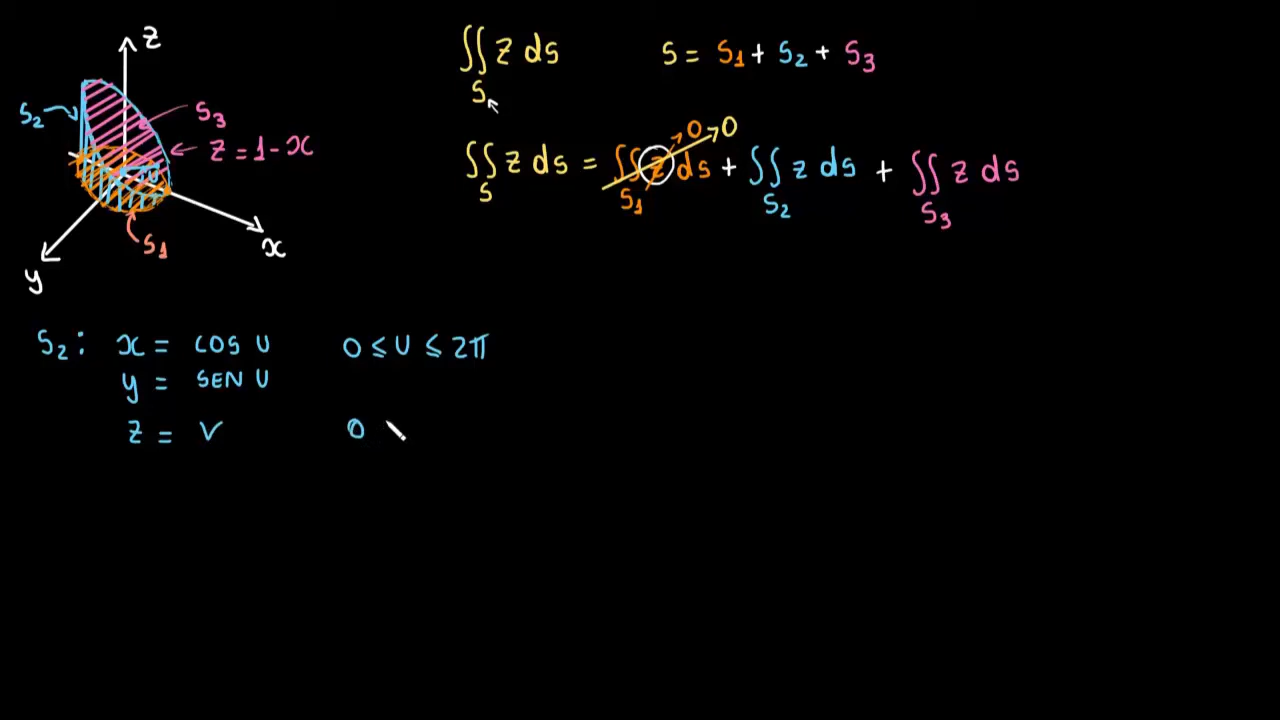 z
S2
S3
z = 1 - x
S1
x
y
∬ z ds
S
S = S1 + S2 + S3
∬ z ds = ∬ z ds + ∬ z ds + ∬ z ds
S S1 S2 S3
0 0
S2: x = COS U 0 ≤ U ≤ 2π
y = SEN U
z = V 0